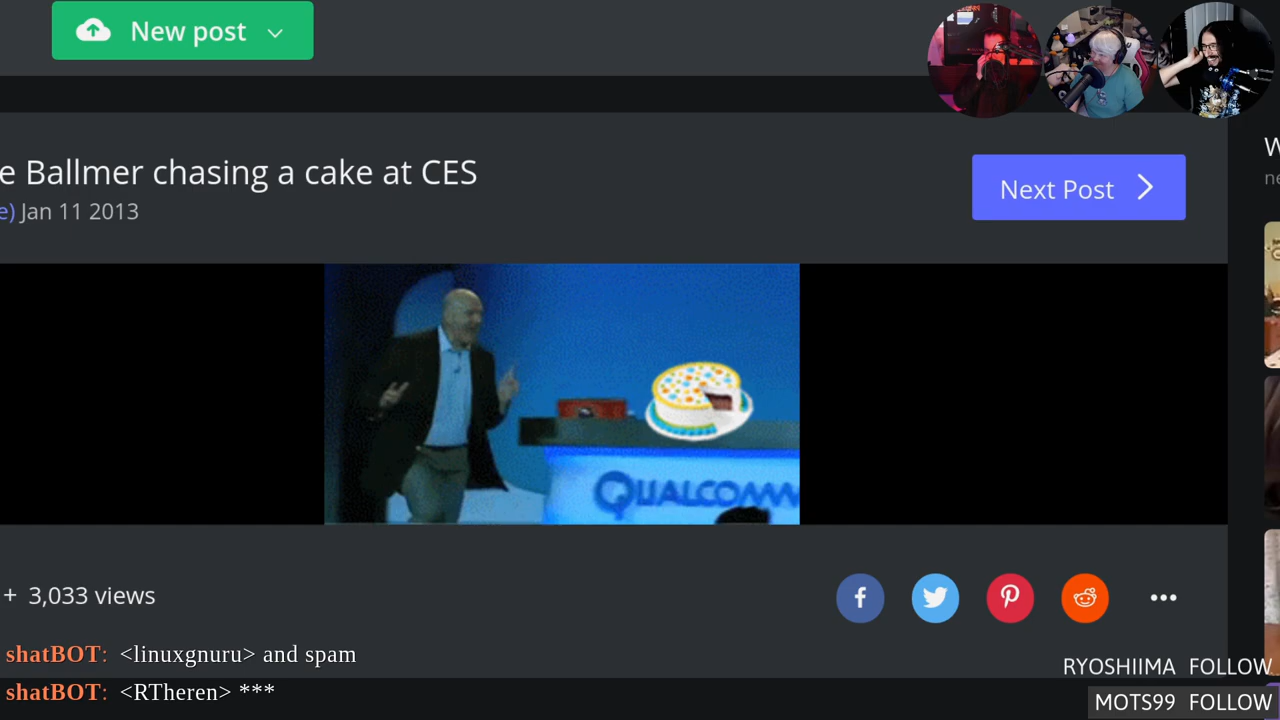 New post
e Ballmer chasing a cake at CES
e) Jan 11 2013
Next Post
W
ne
QUALCOMM
+ 3,033 views
shatBOT: <linuxgnuru> and spam
shatBOT: <RTheren> ***
RYOSHIIMA FOLLOW
MOTS99 FOLLOW